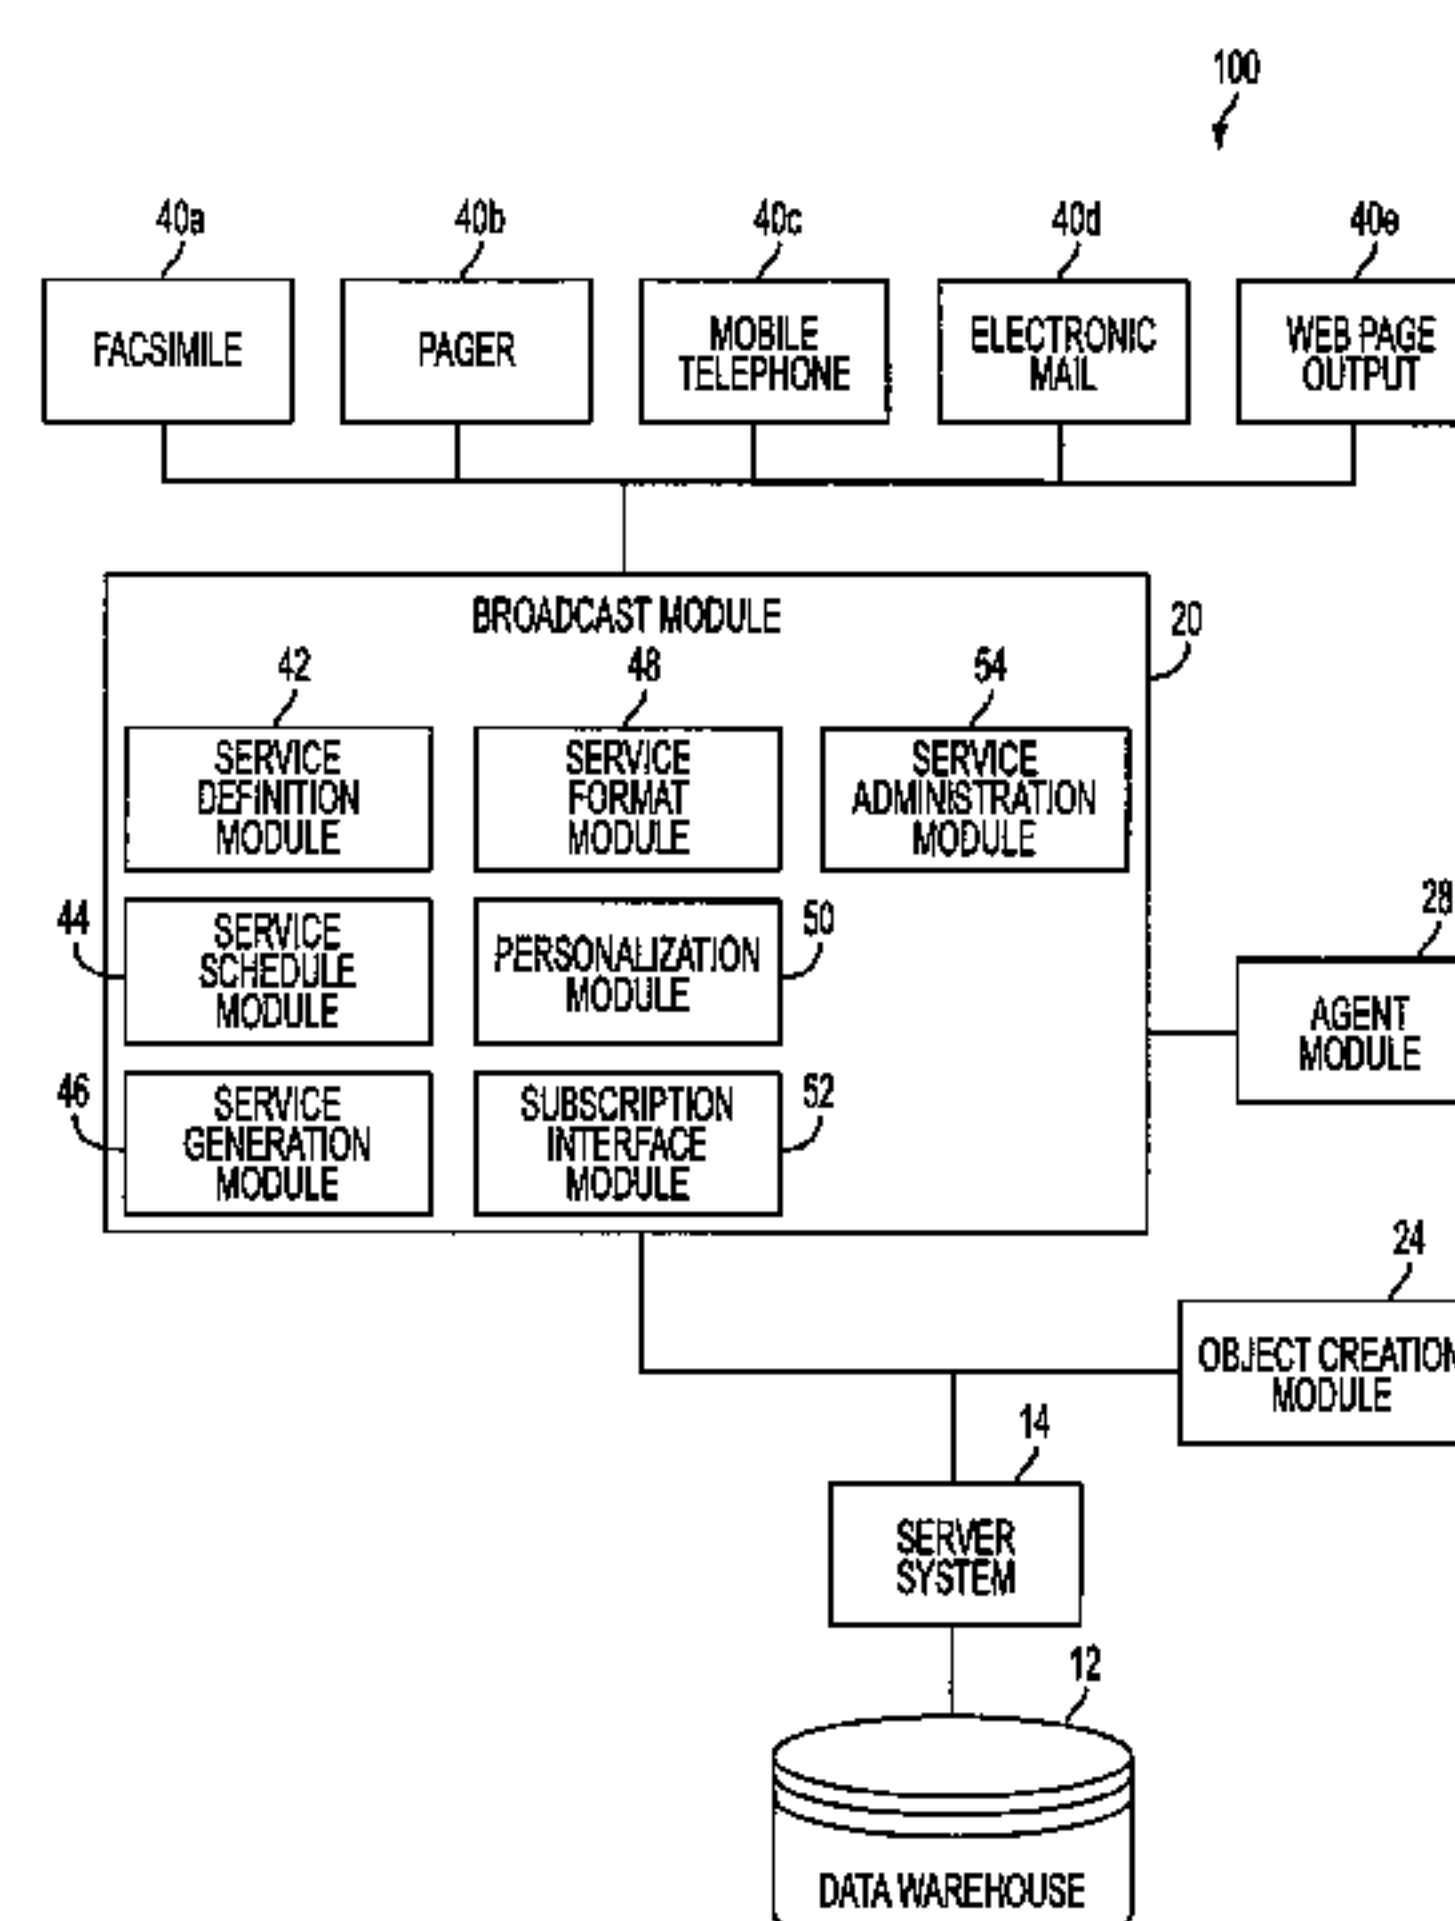 100
40a
40b
40c
40d
40e
FACSIMILE
PAGER
MOBILE
TELEPHONE
ELECTRONIC
MAIL
WEB PAGE
OUTPUT
BROADCAST MODULE
20
42
48
54
SERVICE
DEFINITION
MODULE
SERVICE
FORMAT
MODULE
SERVICE
ADMINISTRATION
MODULE
44
SERVICE
SCHEDULE
MODULE
PERSONALIZATION
MODULE
50
28
AGENT
MODULE
46
SERVICE
GENERATION
MODULE
SUBSCRIPTION
INTERFACE
MODULE
52
24
OBJECT CREATION
MODULE
14
SERVER
SYSTEM
12
DATA WAREHOUSE